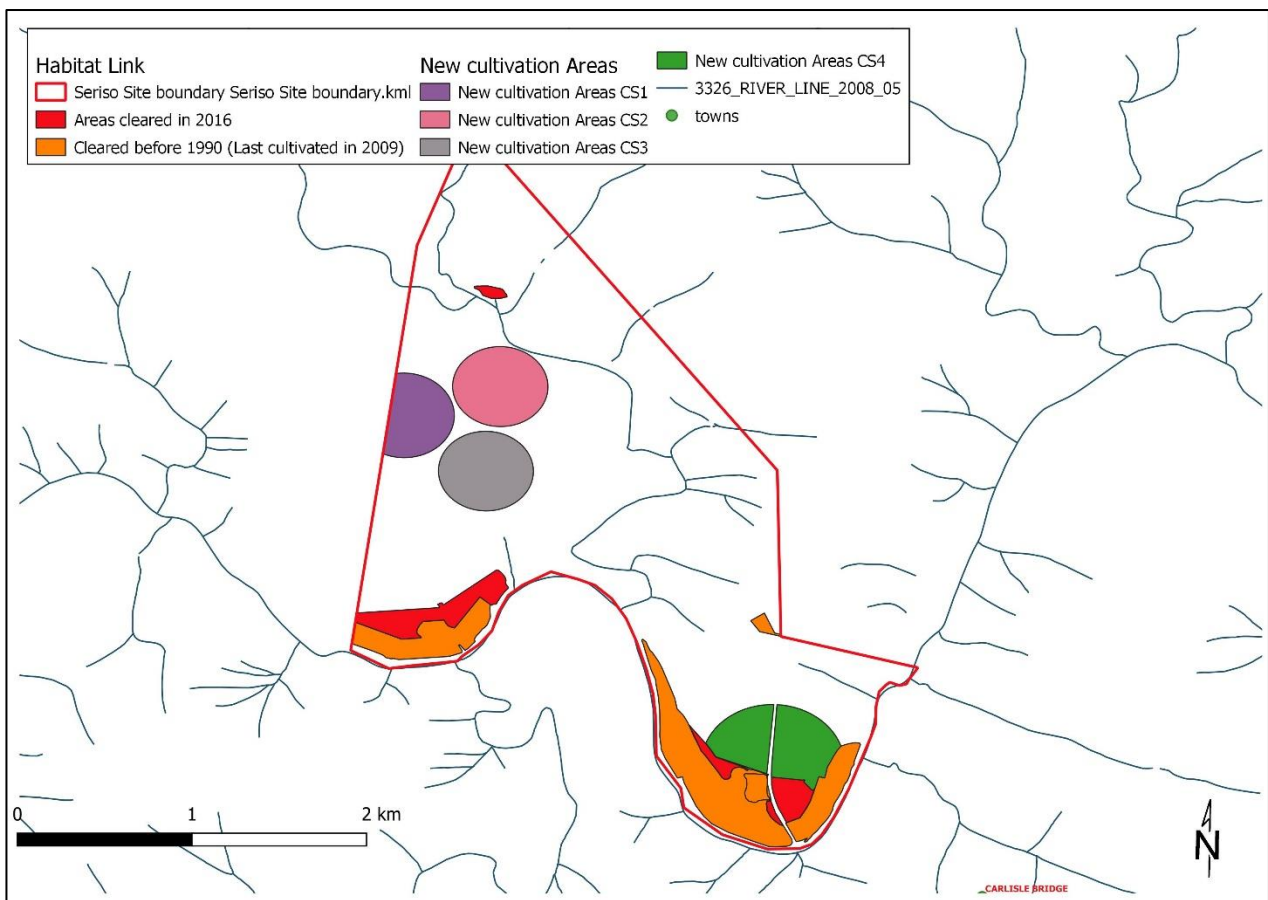 Habitat Link
Seriso Site boundary Seriso Site boundary.kml
Areas cleared in 2016
Cleared before 1990 (Last cultivated in 2009)
New cultivation Areas
New cultivation Areas CS1
New cultivation Areas CS2
New cultivation Areas CS3
New cultivation Areas CS4
3326_RIVER_LINE_2008_05
towns
0 1 2 km
N
CARLISLE BRIDGE